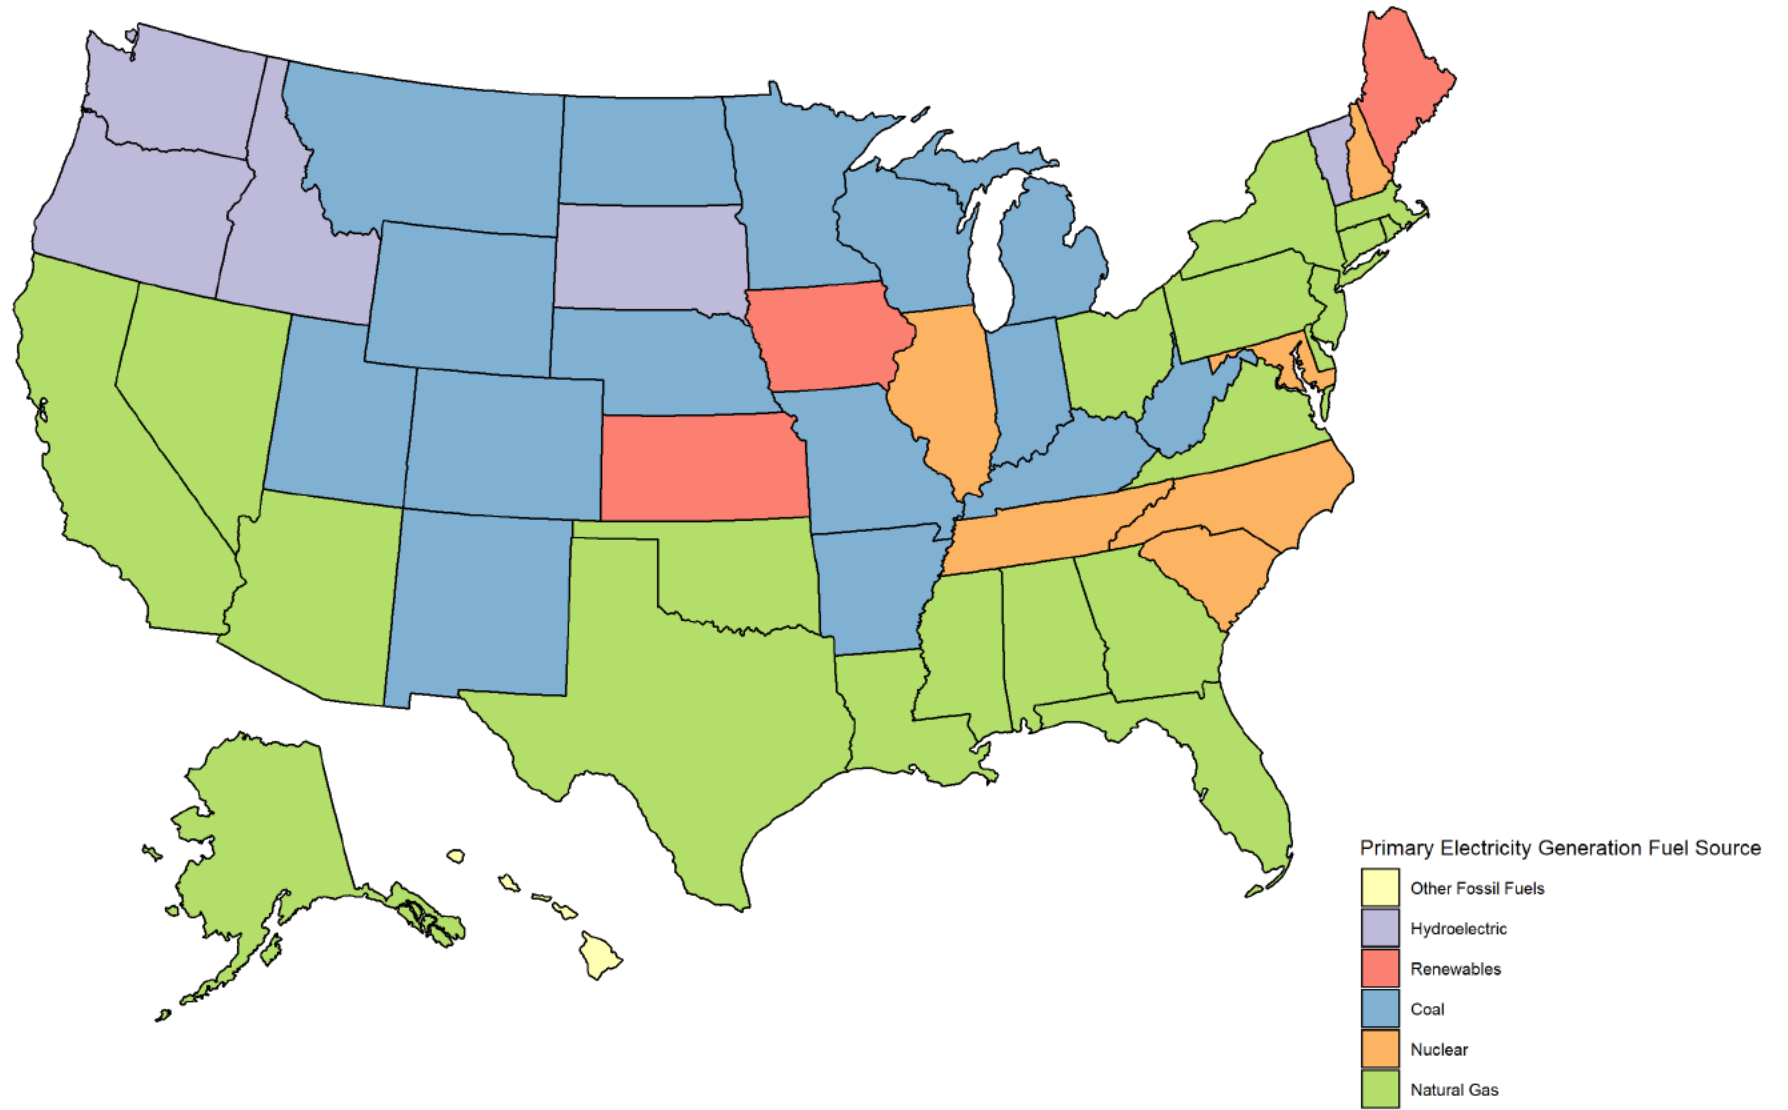 Primary Electricity Generation Fuel Source
Other Fossil Fuels
Hydroelectric
Renewables
Coal
Nuclear
Natural Gas